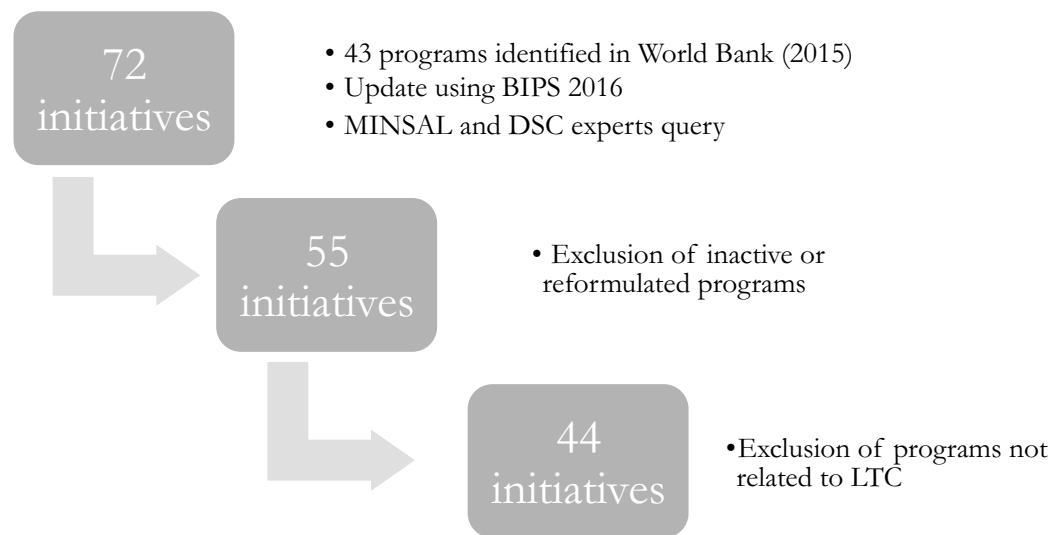 72
initiatives
• 43 programs identified in World Bank (2015)
• Update using BIPS 2016
• MINSAL and DSC experts query
55
initiatives
• Exclusion of inactive or
reformulated programs
44
initiatives
•Exclusion of programs not
related to LTC